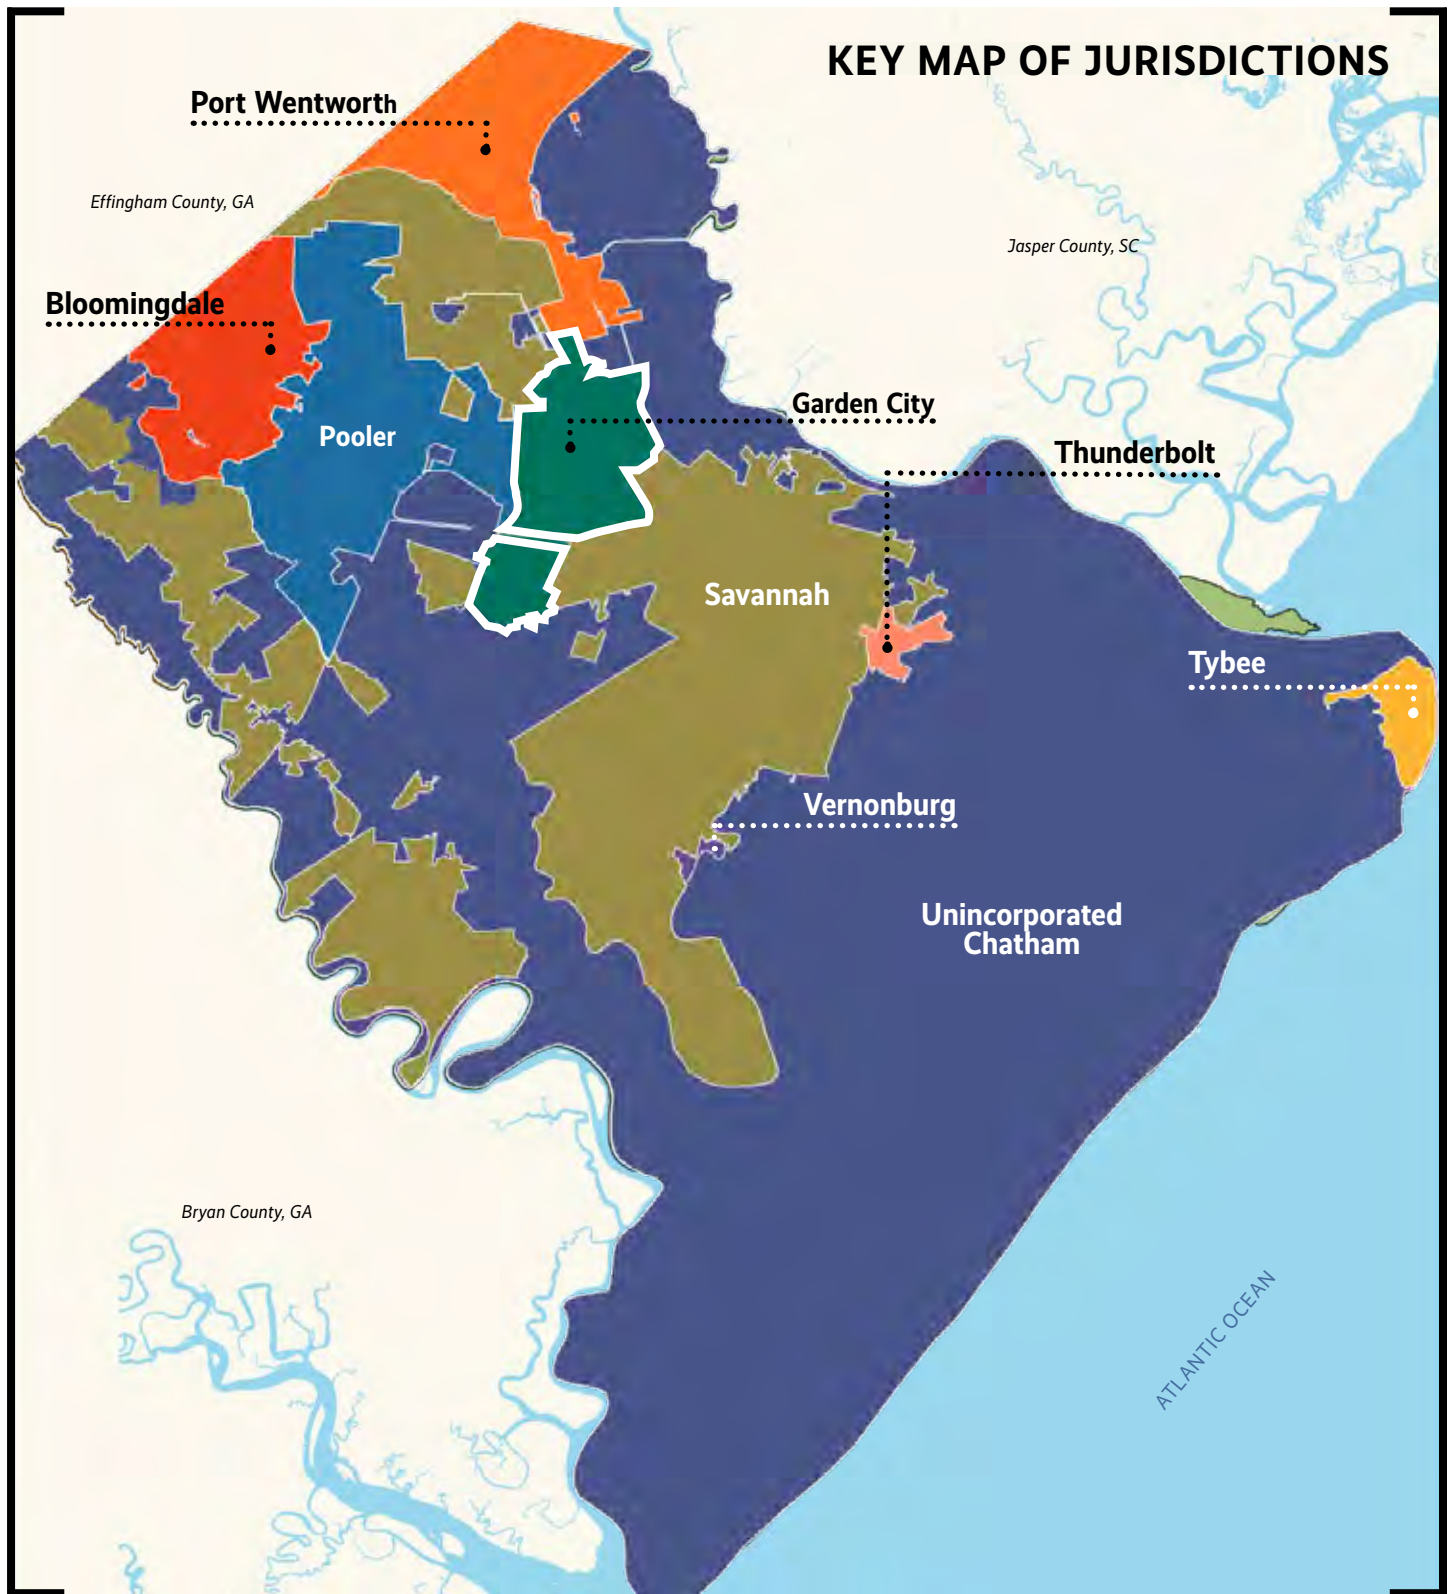 KEY MAP OF JURISDICTIONS
Port Wentworth
Effingham County, GA
Jasper County, SC
Bloomingdale
Garden City
Pooler
Thunderbolt
Savannah
Tybee
Vernonburg
Unincorporated
Chatham
Bryan County, GA
ATLANTIC OCEAN